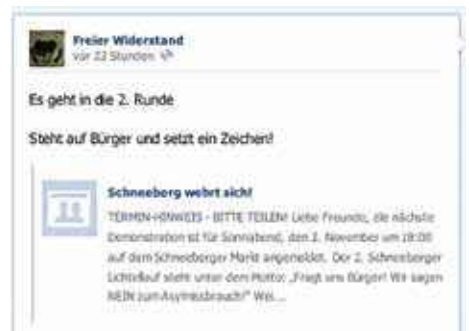 Freier Widerstand
vor 22 Stunden
Es geht in die 2. Runde
Steht auf Bürger und setzt ein Zeichen!
Schneeberg wehrt sich!
TERMIN-HINWEIS - BITTE TEILEN! Liebe Freunde, die nächste
Demonstration ist für Sonnabend, den 2. November um 18:00
auf dem Schneeberger Markt angemeldet. Der 2. Schneeberger
Lichtellauf steht unter dem Motto: „Fragt uns Bürger! Wir sagen
NEIN zum Asylmissbrauch!“ Wei...